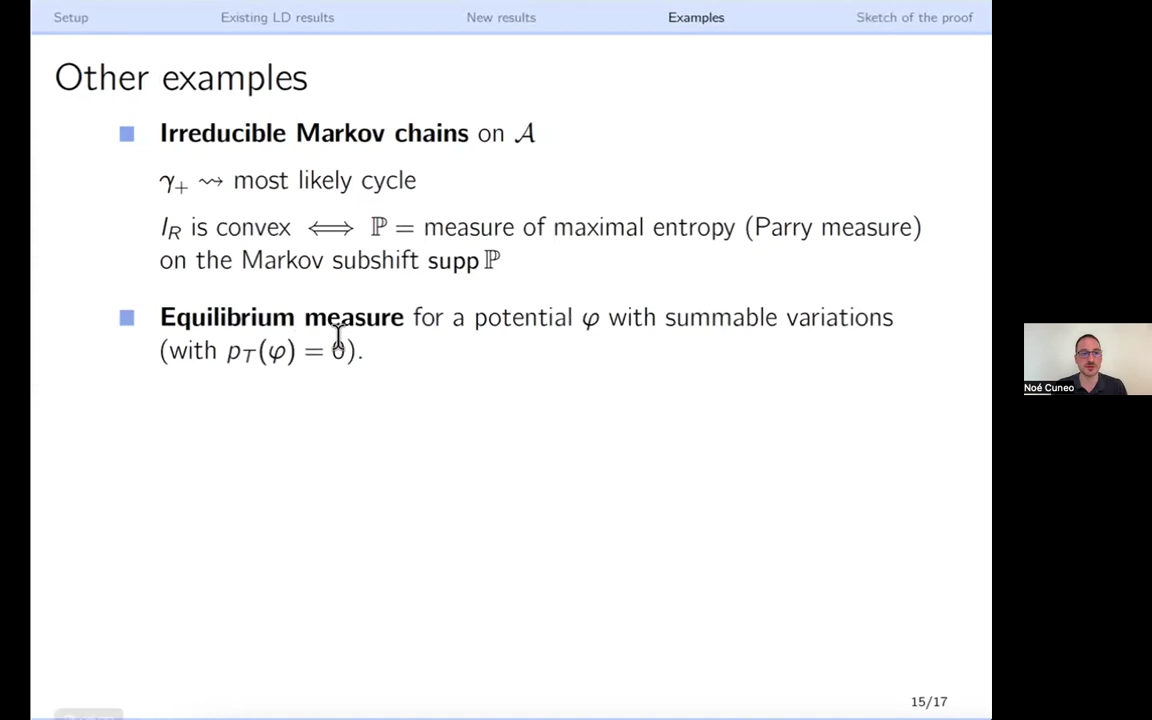 Setup Existing LD results New results Examples Sketch of the proof
Other examples
Irreducible Markov chains on 𝒜
γ₊ ⇝ most likely cycle
I_R is convex ⟺ ℙ = measure of maximal entropy (Parry measure)
on the Markov subshift supp ℙ
Equilibrium measure for a potential φ with summable variations
(with p_T(φ) = 0).
Noé Cuneo
15/17